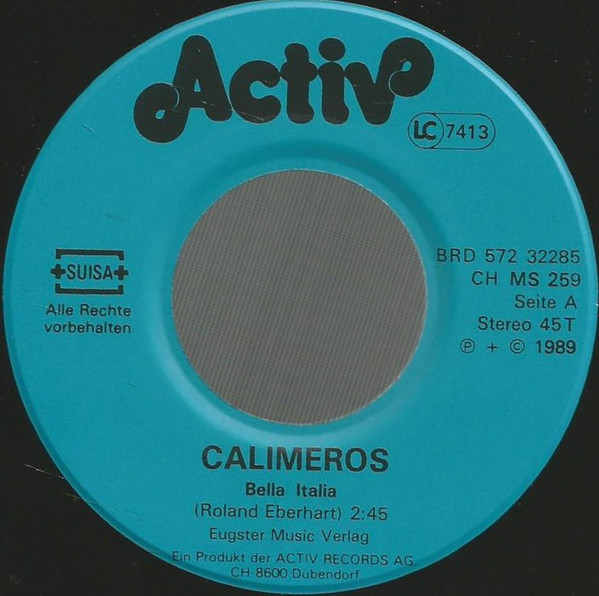 Activ
LC 7413
SUISA
Alle Rechte
vorbehalten
BRD 572 32285
CH MS 259
Seite A
Stereo 45 T
℗ + © 1989
CALIMEROS
Bella Italia
(Roland Eberhart) 2:45
Eugster Music Verlag
Ein Produkt der ACTIV RECORDS AG.
CH 8600 Dübendorf